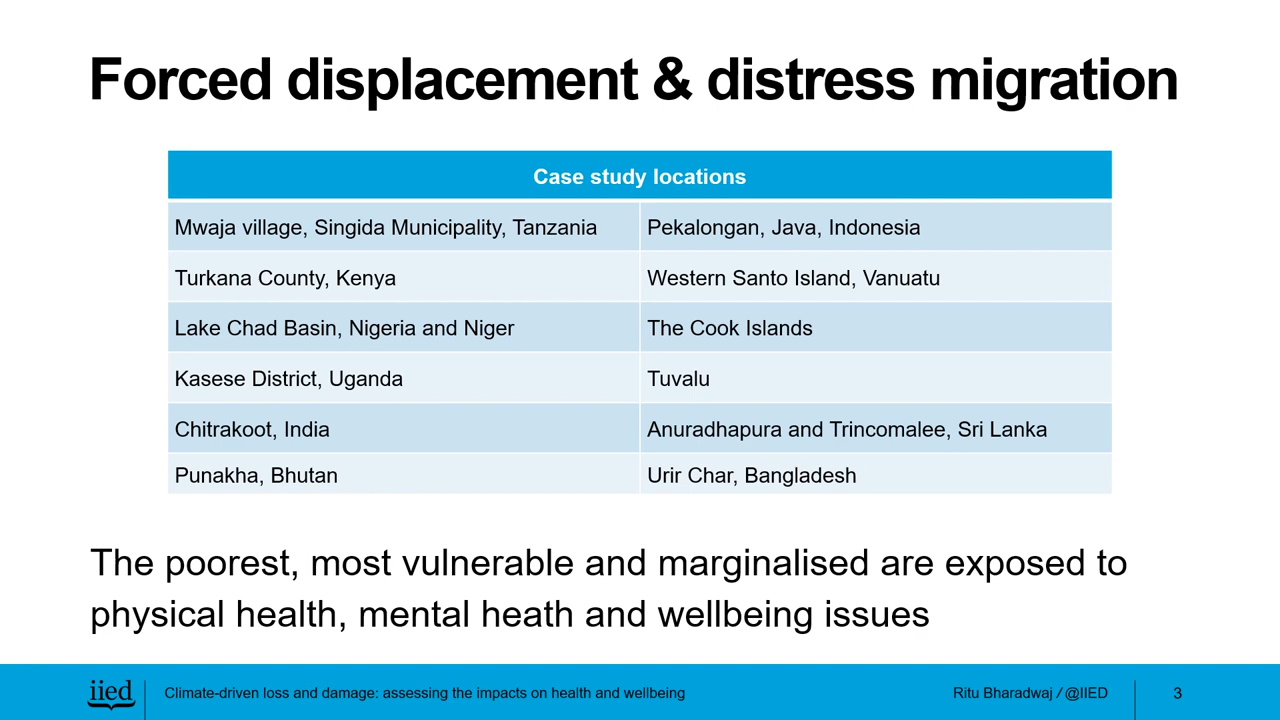 Forced displacement & distress migration
Case study locations
Mwaja village, Singida Municipality, Tanzania
Pekalongan, Java, Indonesia
Turkana County, Kenya
Western Santo Island, Vanuatu
Lake Chad Basin, Nigeria and Niger
The Cook Islands
Kasese District, Uganda
Tuvalu
Chitrakoot, India
Anuradhapura and Trincomalee, Sri Lanka
Punakha, Bhutan
Urir Char, Bangladesh
The poorest, most vulnerable and marginalised are exposed to
physical health, mental heath and wellbeing issues
iied
Climate-driven loss and damage: assessing the impacts on health and wellbeing
Ritu Bharadwaj / @IIED
3